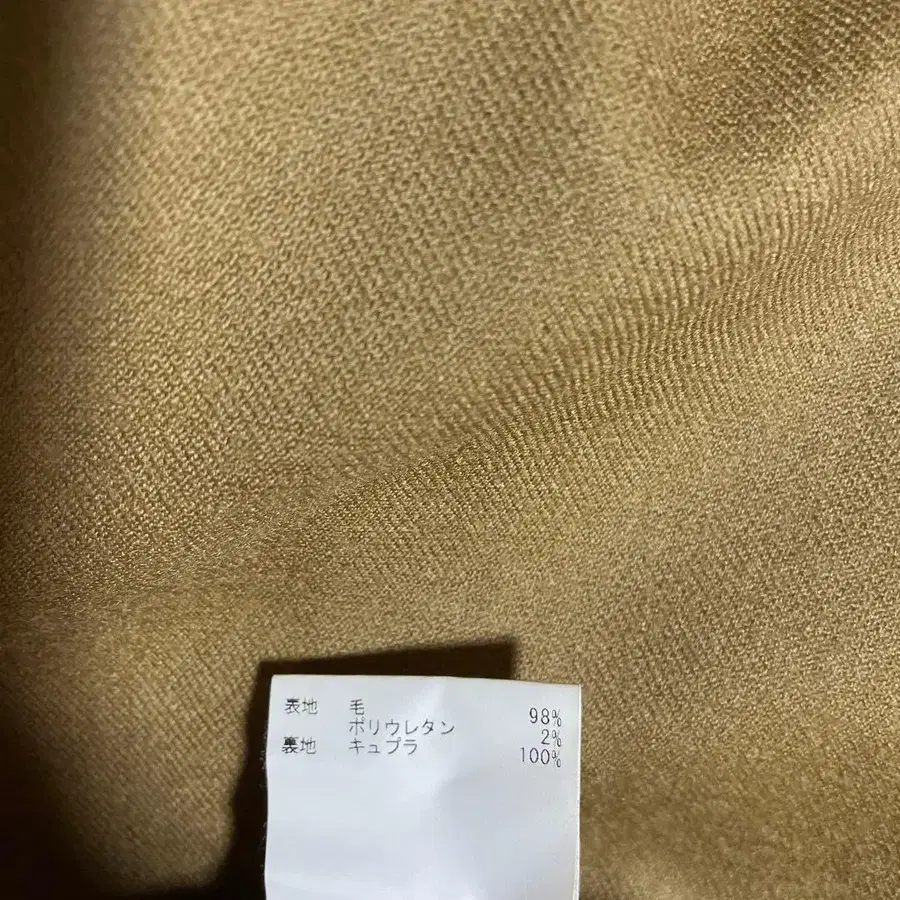 表地 毛 98%
ポリウレタン 2%
裏地 キュプラ 100%